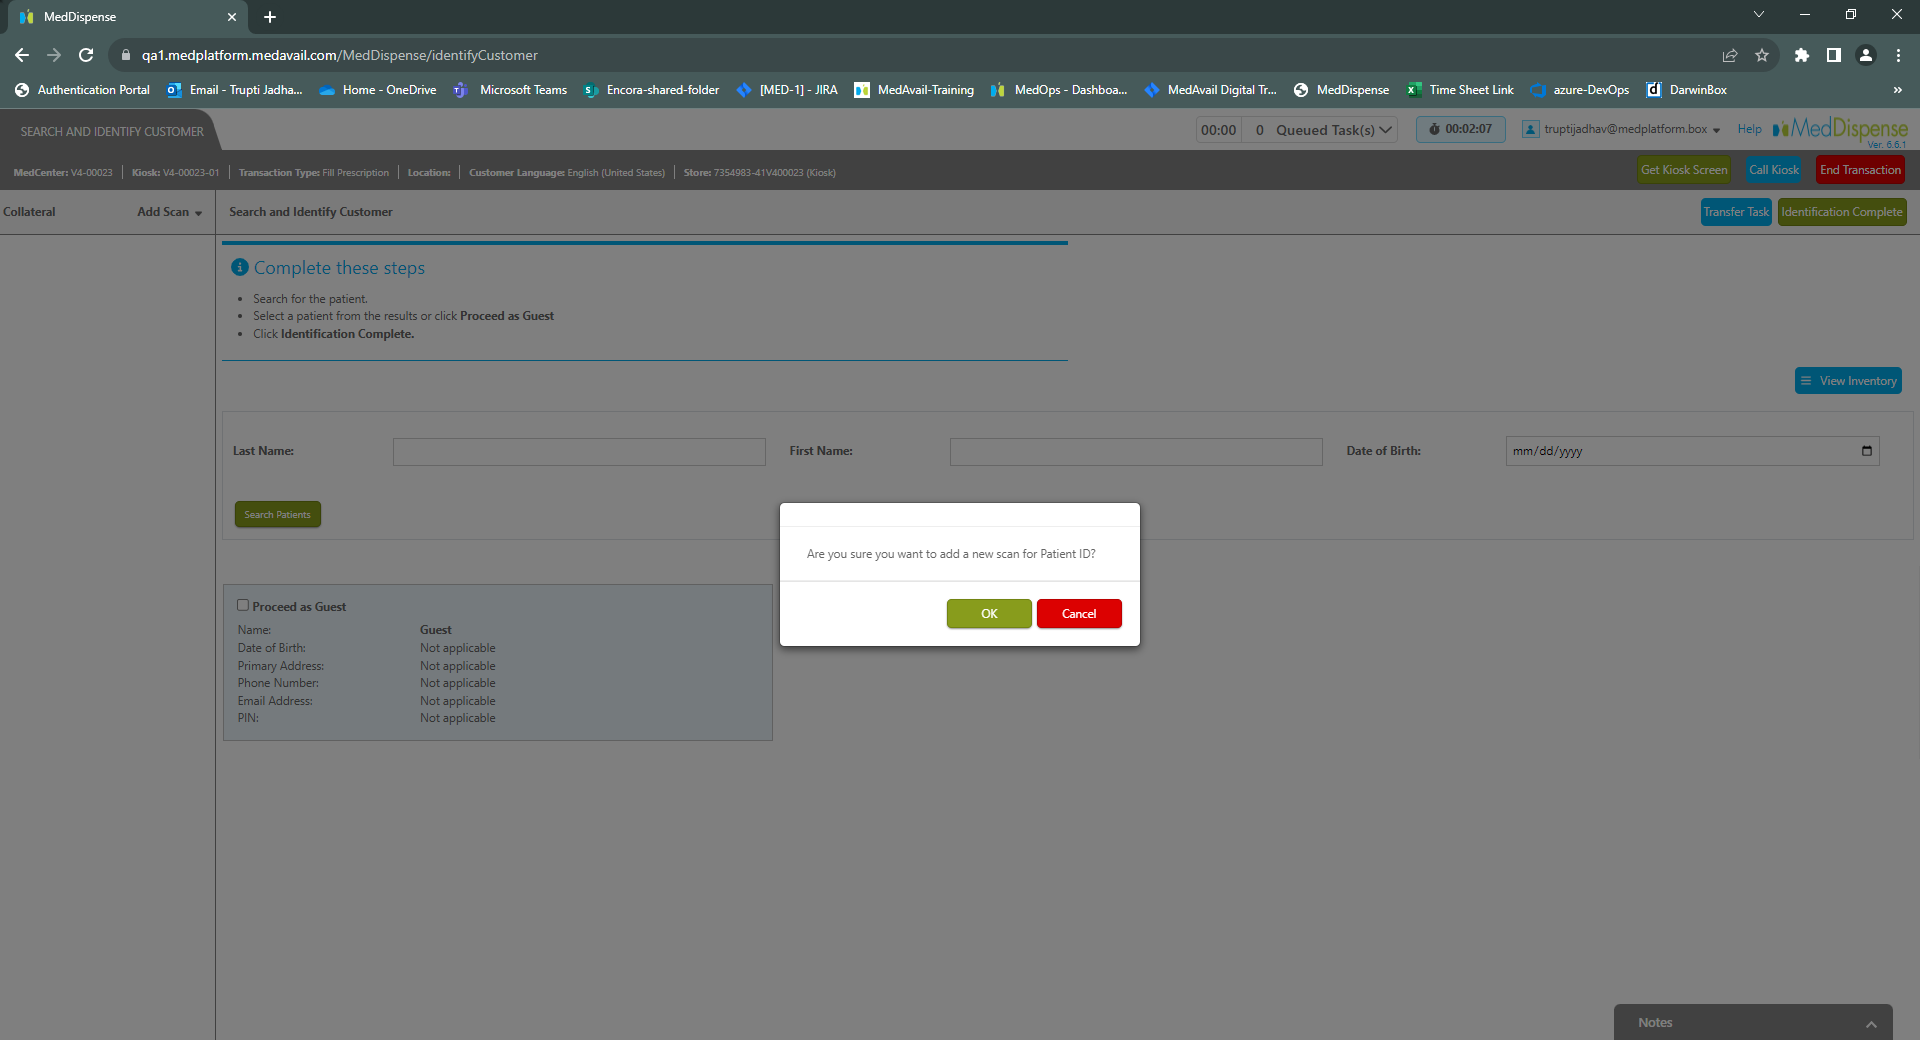 MedDispense
qa1.medplatform.medavail.com/MedDispense/identifyCustomer
Authentication Portal Email - Trupti Jadha... Home - OneDrive Microsoft Teams Encora-shared-folder [MED-1] - JIRA MedAvail-Training MedOps - Dashboa... MedAvail Digital Tr... MedDispense Time Sheet Link azure-DevOps DarwinBox »
SEARCH AND IDENTIFY CUSTOMER 00:00 0 Queued Task(s) 00:02:07 truptijadhav@medplatform.box Help MedDispense
Ver. 6.6.1
MedCenter: V4-00023 Kiosk: V4-00023-01 Transaction Type: Fill Prescription Location: Customer Language: English (United States) Store: 7354983-41V400023 (Kiosk) Get Kiosk Screen Call Kiosk End Transaction
Collateral Add Scan Search and Identify Customer Transfer Task Identification Complete
Complete these steps
• Search for the patient.
• Select a patient from the results or click Proceed as Guest
• Click Identification Complete.
View Inventory
Last Name: First Name: Date of Birth: mm/dd/yyyy
Search Patients
Are you sure you want to add a new scan for Patient ID?
OK Cancel
Proceed as Guest
Name: Guest
Date of Birth: Not applicable
Primary Address: Not applicable
Phone Number: Not applicable
Email Address: Not applicable
PIN: Not applicable
Notes